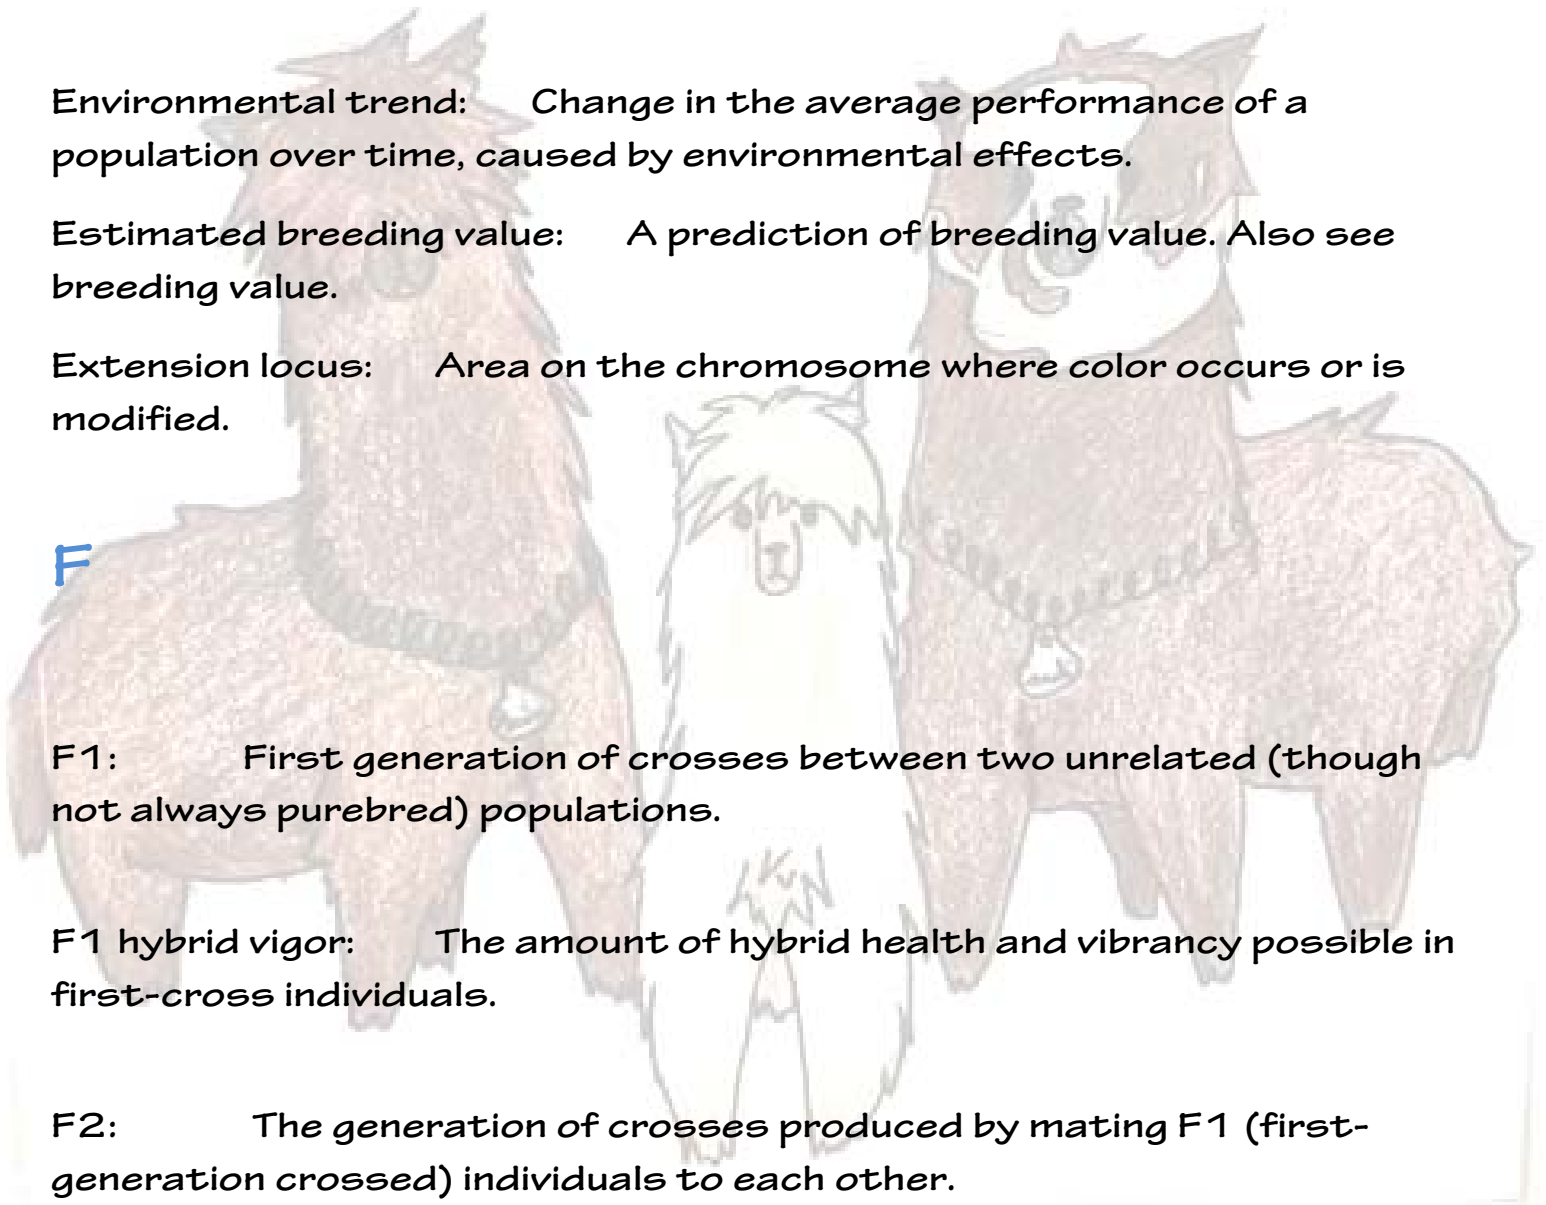 Environmental trend: Change in the average performance of a
population over time, caused by environmental effects.
Estimated breeding value: A prediction of breeding value. Also see
breeding value.
Extension locus: Area on the chromosome where color occurs or is
modified.
F
F1: First generation of crosses between two unrelated (though
not always purebred) populations.
F1 hybrid vigor: The amount of hybrid health and vibrancy possible in
first-cross individuals.
F2: The generation of crosses produced by mating F1 (first-
generation crossed) individuals to each other.